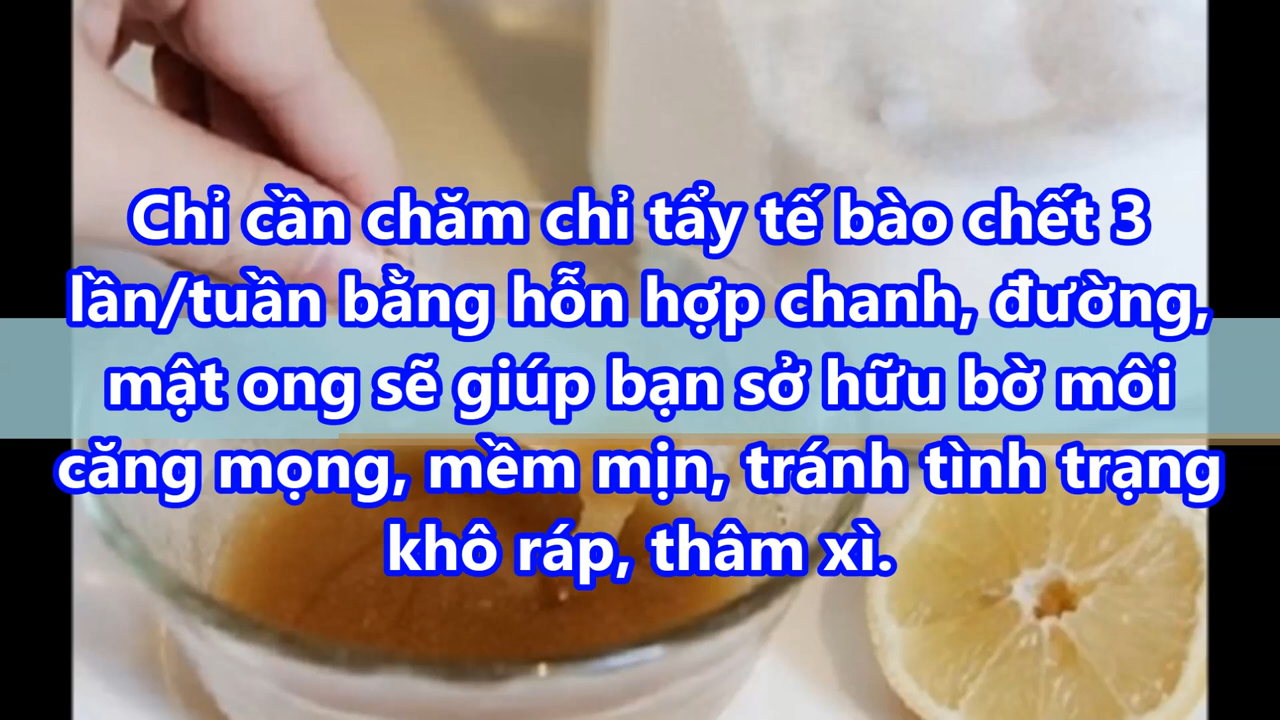 Chỉ cần chăm chỉ tẩy tế bào chết 3
lần/tuần bằng hỗn hợp chanh, đường,
mật ong sẽ giúp bạn sở hữu bờ môi
căng mọng, mềm mịn, tránh tình trạng
khô ráp, thâm xì.